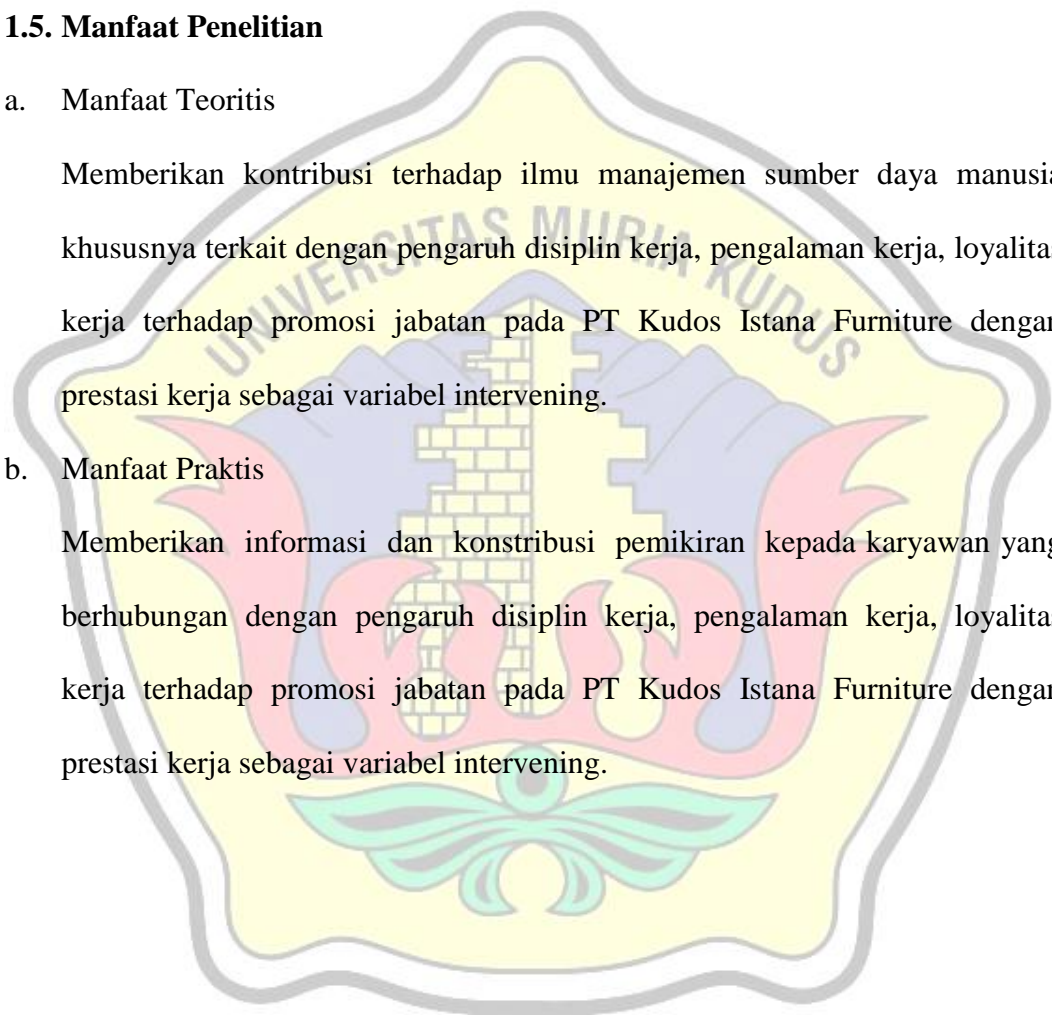 1.5. Manfaat Penelitian
a. Manfaat Teoritis
Memberikan kontribusi terhadap ilmu manajemen sumber daya manusia
khususnya terkait dengan pengaruh disiplin kerja, pengalaman kerja, loyalitas
kerja terhadap promosi jabatan pada PT Kudos Istana Furniture dengan
prestasi kerja sebagai variabel intervening.
b. Manfaat Praktis
Memberikan informasi dan konstribusi pemikiran kepada karyawan yang
berhubungan dengan pengaruh disiplin kerja, pengalaman kerja, loyalitas
kerja terhadap promosi jabatan pada PT Kudos Istana Furniture dengan
prestasi kerja sebagai variabel intervening.
UNIVERSITAS MURIA KUDUS